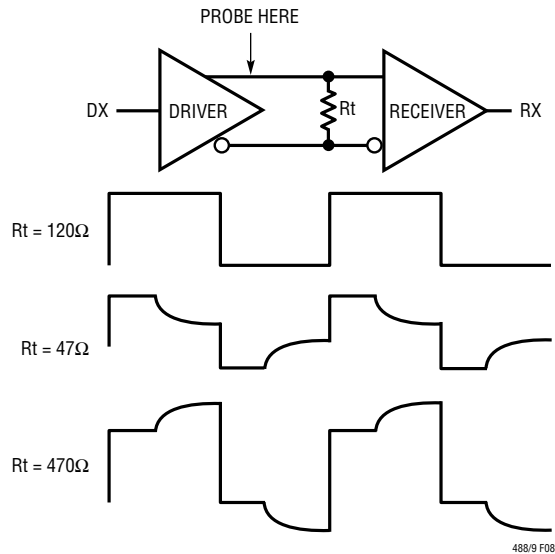 PROBE HERE
DX
DRIVER
Rt
RECEIVER
RX
Rt = 120Ω
Rt = 47Ω
Rt = 470Ω
488/9 F08